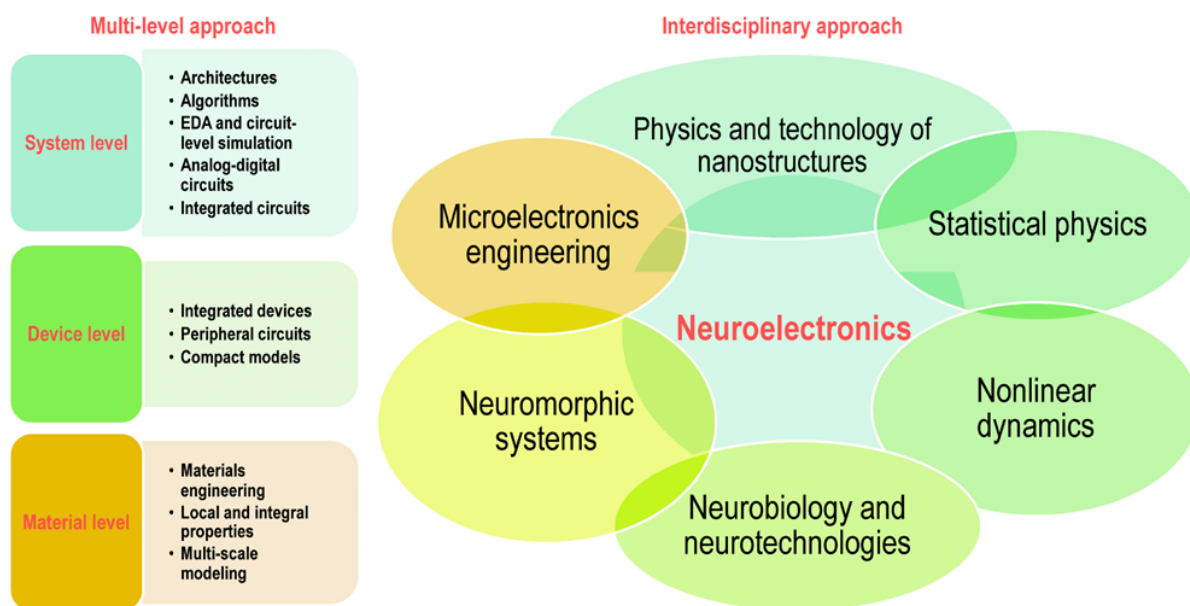 Multi-level approach
System level
• Architectures
• Algorithms
• EDA and circuit-
level simulation
• Analog-digital
circuits
• Integrated circuits
Device level
• Integrated devices
• Peripheral circuits
• Compact models
Material level
• Materials
engineering
• Local and integral
properties
• Multi-scale
modeling
Interdisciplinary approach
Physics and technology of
nanostructures
Microelectronics
engineering
Statistical physics
Neuroelectronics
Neuromorphic
systems
Nonlinear
dynamics
Neurobiology and
neurotechnologies